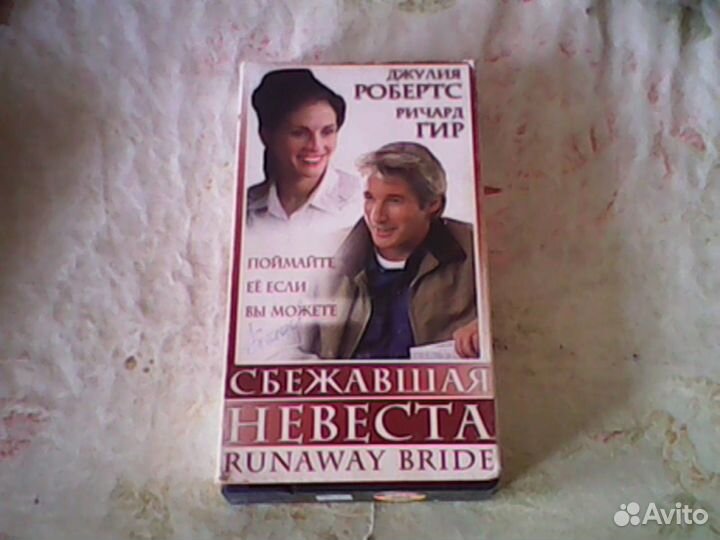 ДЖУЛИЯ
РОБЕРТС
РИЧАРД
ГИР
ПОЙМАЙТЕ
ЕЁ ЕСЛИ
ВЫ МОЖЕТЕ
СБЕЖАВШАЯ
НЕВЕСТА
RUNAWAY BRIDE
Avito